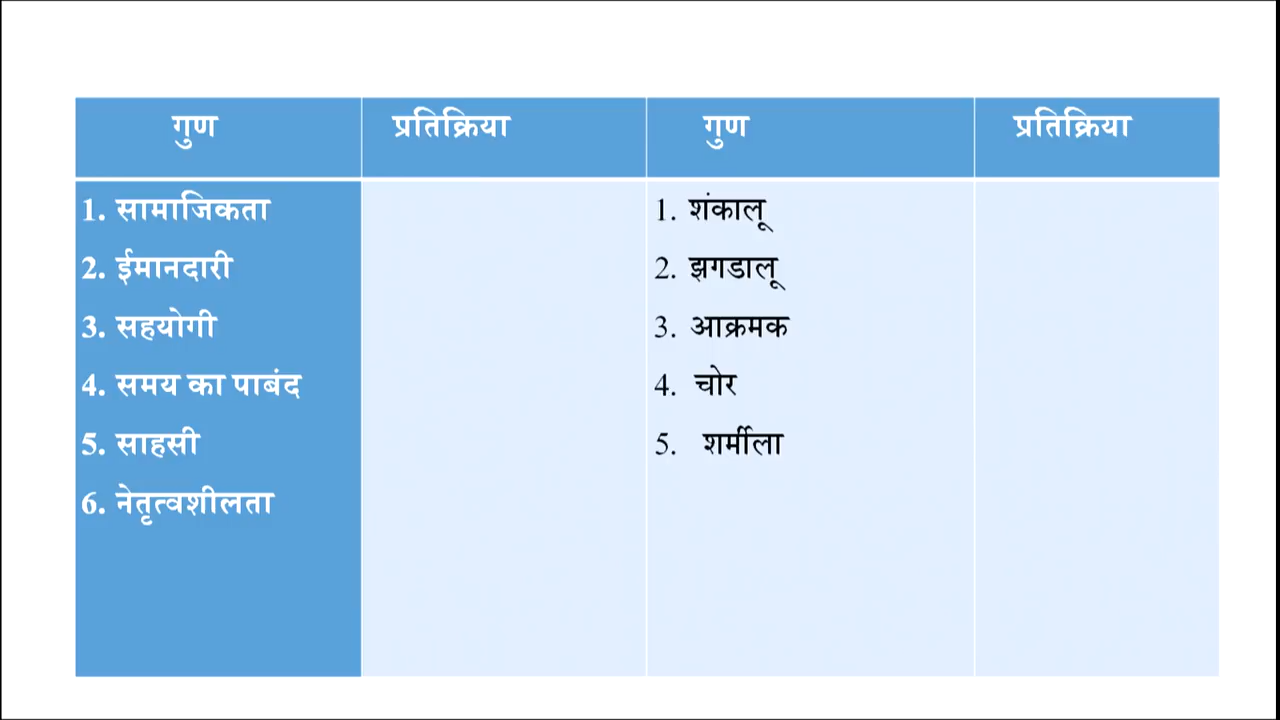 गुण प्रतिक्रिया गुण प्रतिक्रिया
1. सामाजिकता
2. ईमानदारी
3. सहयोगी
4. समय का पाबंद
5. साहसी
6. नेतृत्वशीलता
1. शंकालू
2. झगडालू
3. आक्रमक
4. चोर
5. शर्मीला